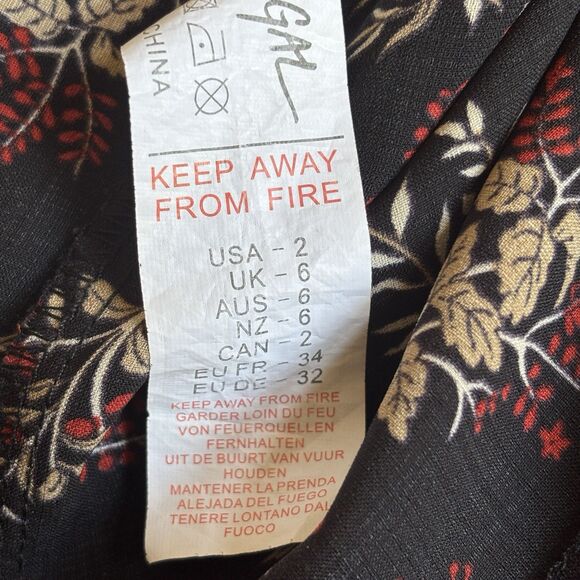 GAL
CHINA
KEEP AWAY
FROM FIRE
USA - 2
UK - 6
AUS - 6
NZ - 6
CAN - 2
EU FR - 34
EU DE - 32
KEEP AWAY FROM FIRE
GARDER LOIN DU FEU
VON FEUERQUELLEN
FERNHALTEN
UIT DE BUURT VAN VUUR
HOUDEN
MANTENER LA PRENDA
ALEJADA DEL FUEGO
TENERE LONTANO DAL
FUOCO